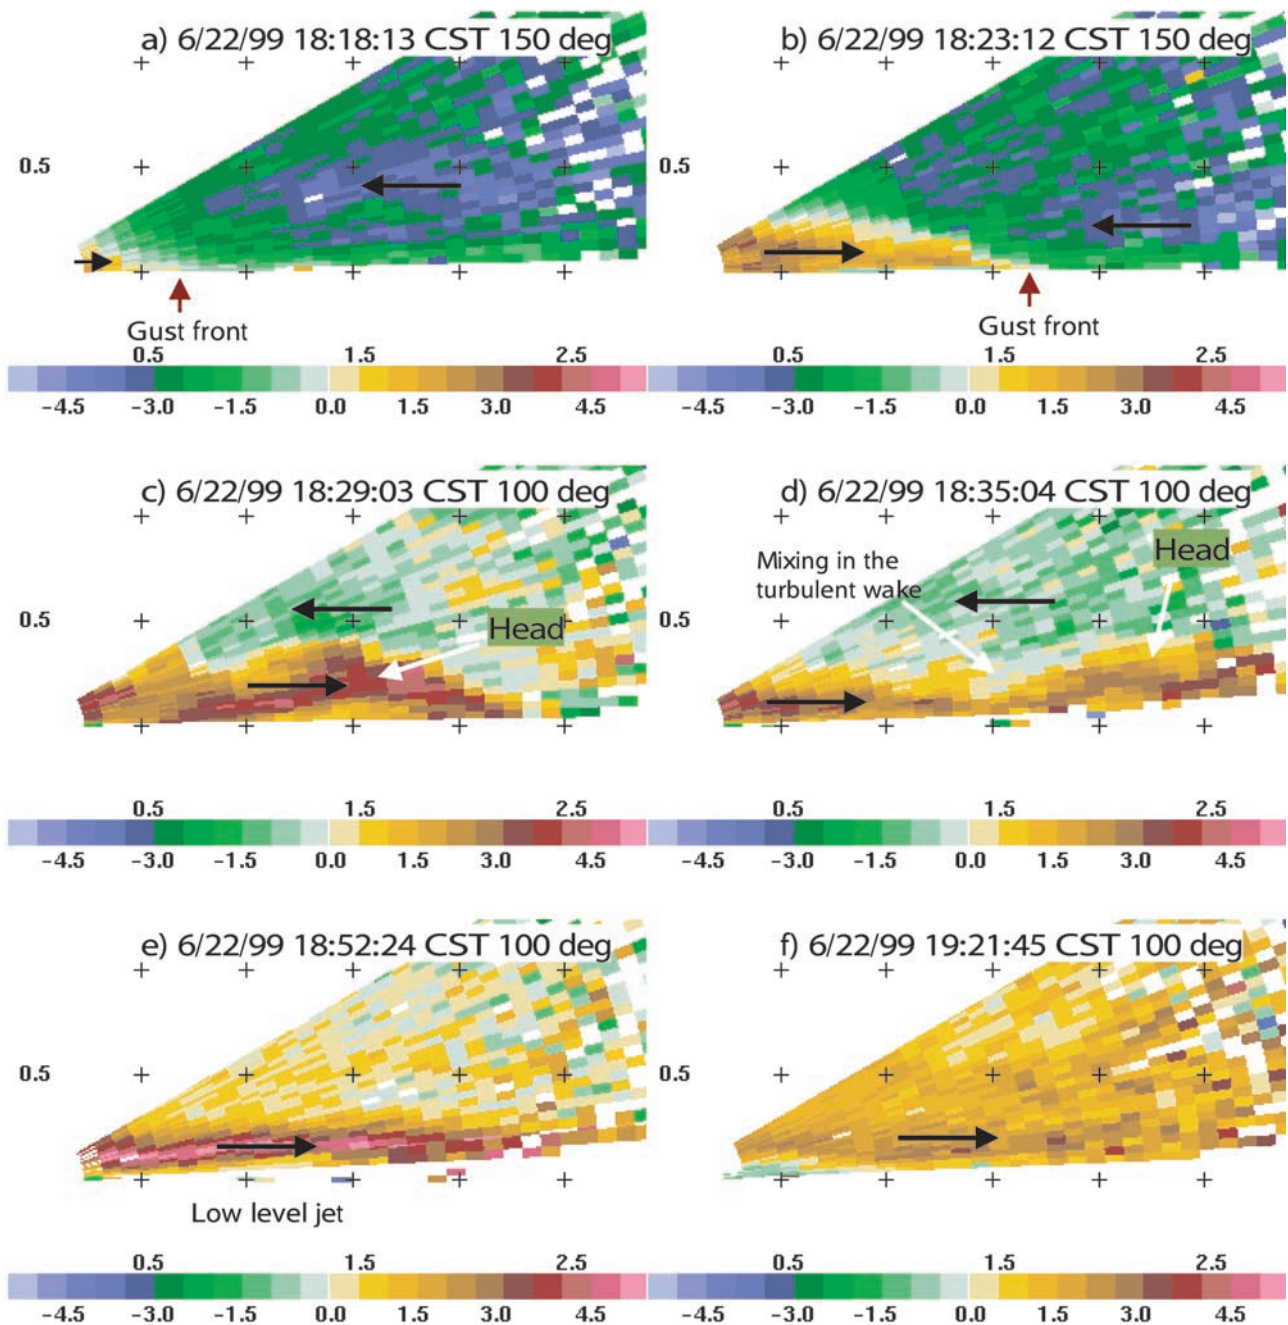 a) 6/22/99 18:18:13 CST 150 deg
b) 6/22/99 18:23:12 CST 150 deg
0.5
0.5
Gust front
Gust front
0.5 1.5 2.5
0.5 1.5 2.5
-4.5 -3.0 -1.5 0.0 1.5 3.0 4.5
-4.5 -3.0 -1.5 0.0 1.5 3.0 4.5
c) 6/22/99 18:29:03 CST 100 deg
d) 6/22/99 18:35:04 CST 100 deg
Head
Mixing in the
turbulent wake
Head
0.5
0.5
0.5 1.5 2.5
0.5 1.5 2.5
-4.5 -3.0 -1.5 0.0 1.5 3.0 4.5
-4.5 -3.0 -1.5 0.0 1.5 3.0 4.5
e) 6/22/99 18:52:24 CST 100 deg
f) 6/22/99 19:21:45 CST 100 deg
0.5
0.5
Low level jet
0.5 1.5 2.5
0.5 1.5 2.5
-4.5 -3.0 -1.5 0.0 1.5 3.0 4.5
-4.5 -3.0 -1.5 0.0 1.5 3.0 4.5